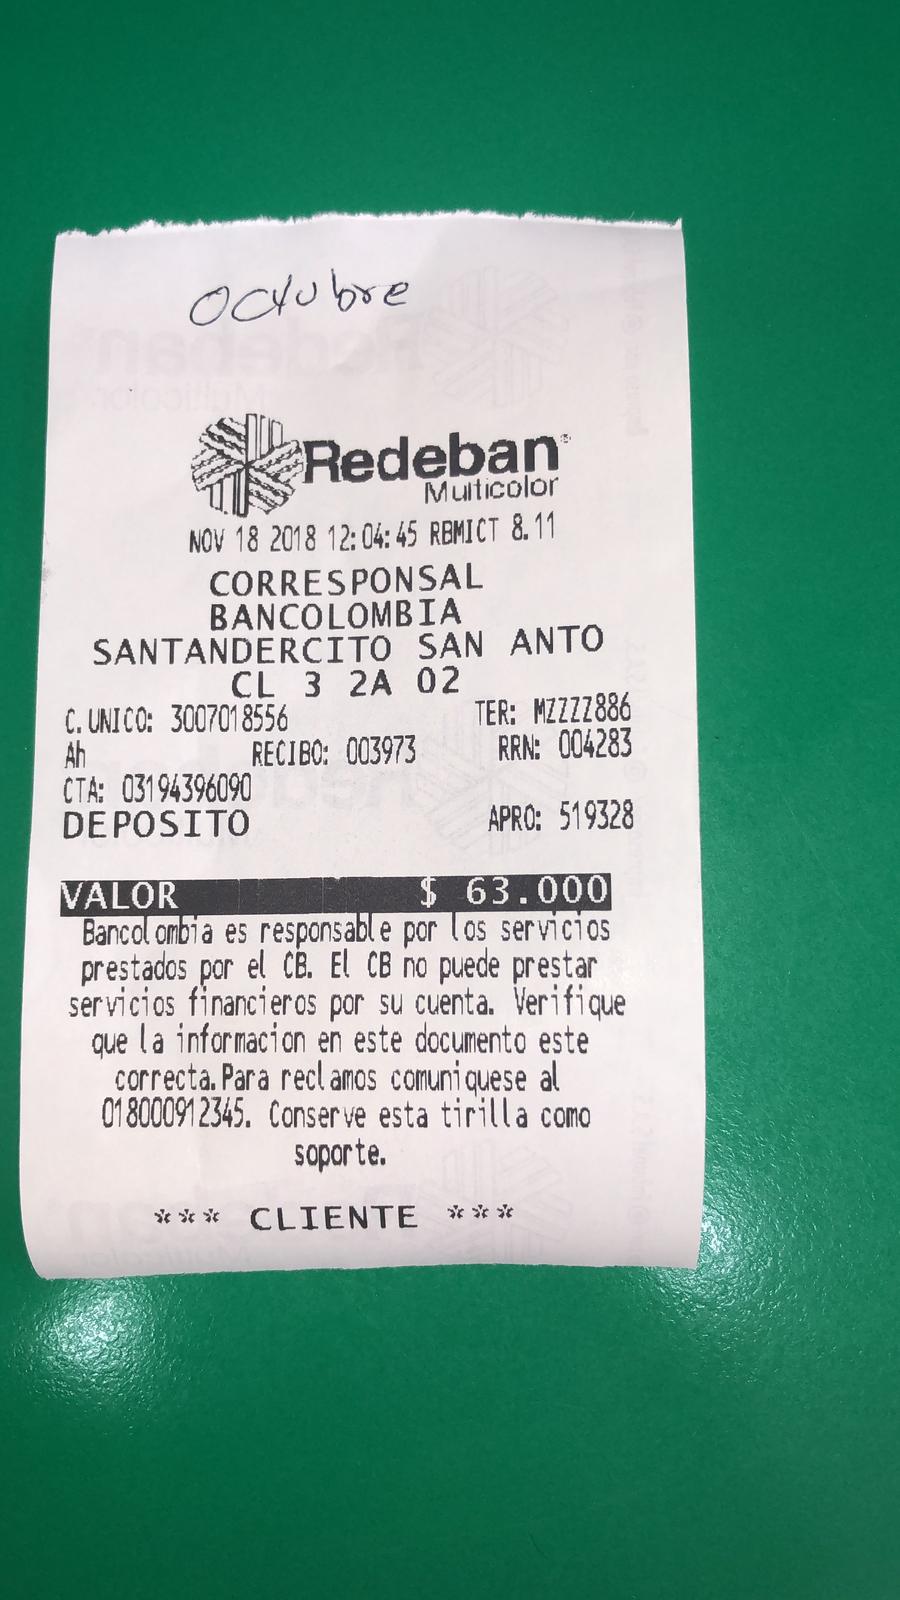 Octubre
Redeban®
Multicolor
NOV 18 2018 12:04:45 RBMICT 8.11
CORRESPONSAL
BANCOLOMBIA
SANTANDERCITO SAN ANTO
CL 3 2A 02
C.UNICO: 3007018556 TER: MZZZZ886
Ah RECIBO: 003973 RRN: 004283
CTA: 03194396090
DEPOSITO APRO: 519328
VALOR $ 63.000
Bancolombia es responsable por los servicios
prestados por el CB. El CB no puede prestar
servicios financieros por su cuenta. Verifique
que la informacion en este documento este
correcta.Para reclamos comuniquese al
018000912345. Conserve esta tirilla como
soporte.
*** CLIENTE ***